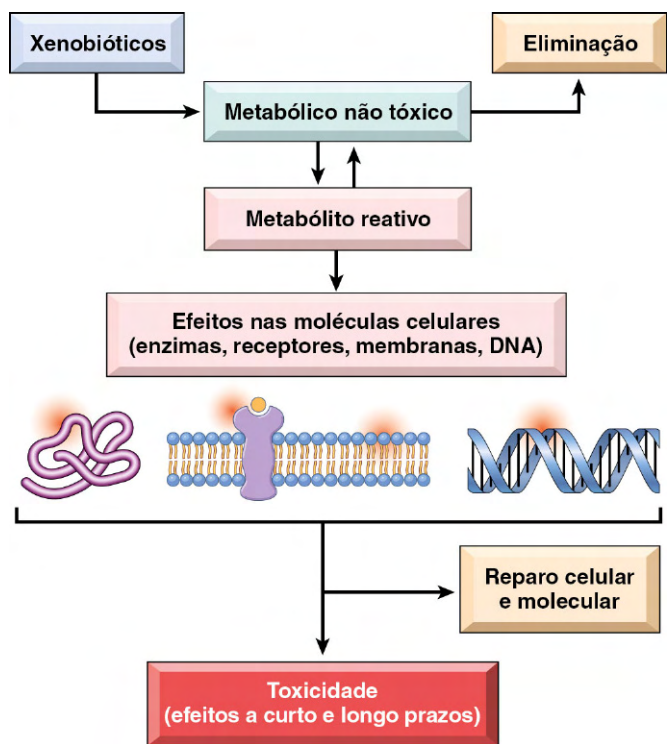 Xenobióticos
Eliminação
Metabólico não tóxico
Metabólito reativo
Efeitos nas moléculas celulares
(enzimas, receptores, membranas, DNA)
Reparo celular
e molecular
Toxicidade
(efeitos a curto e longo prazos)